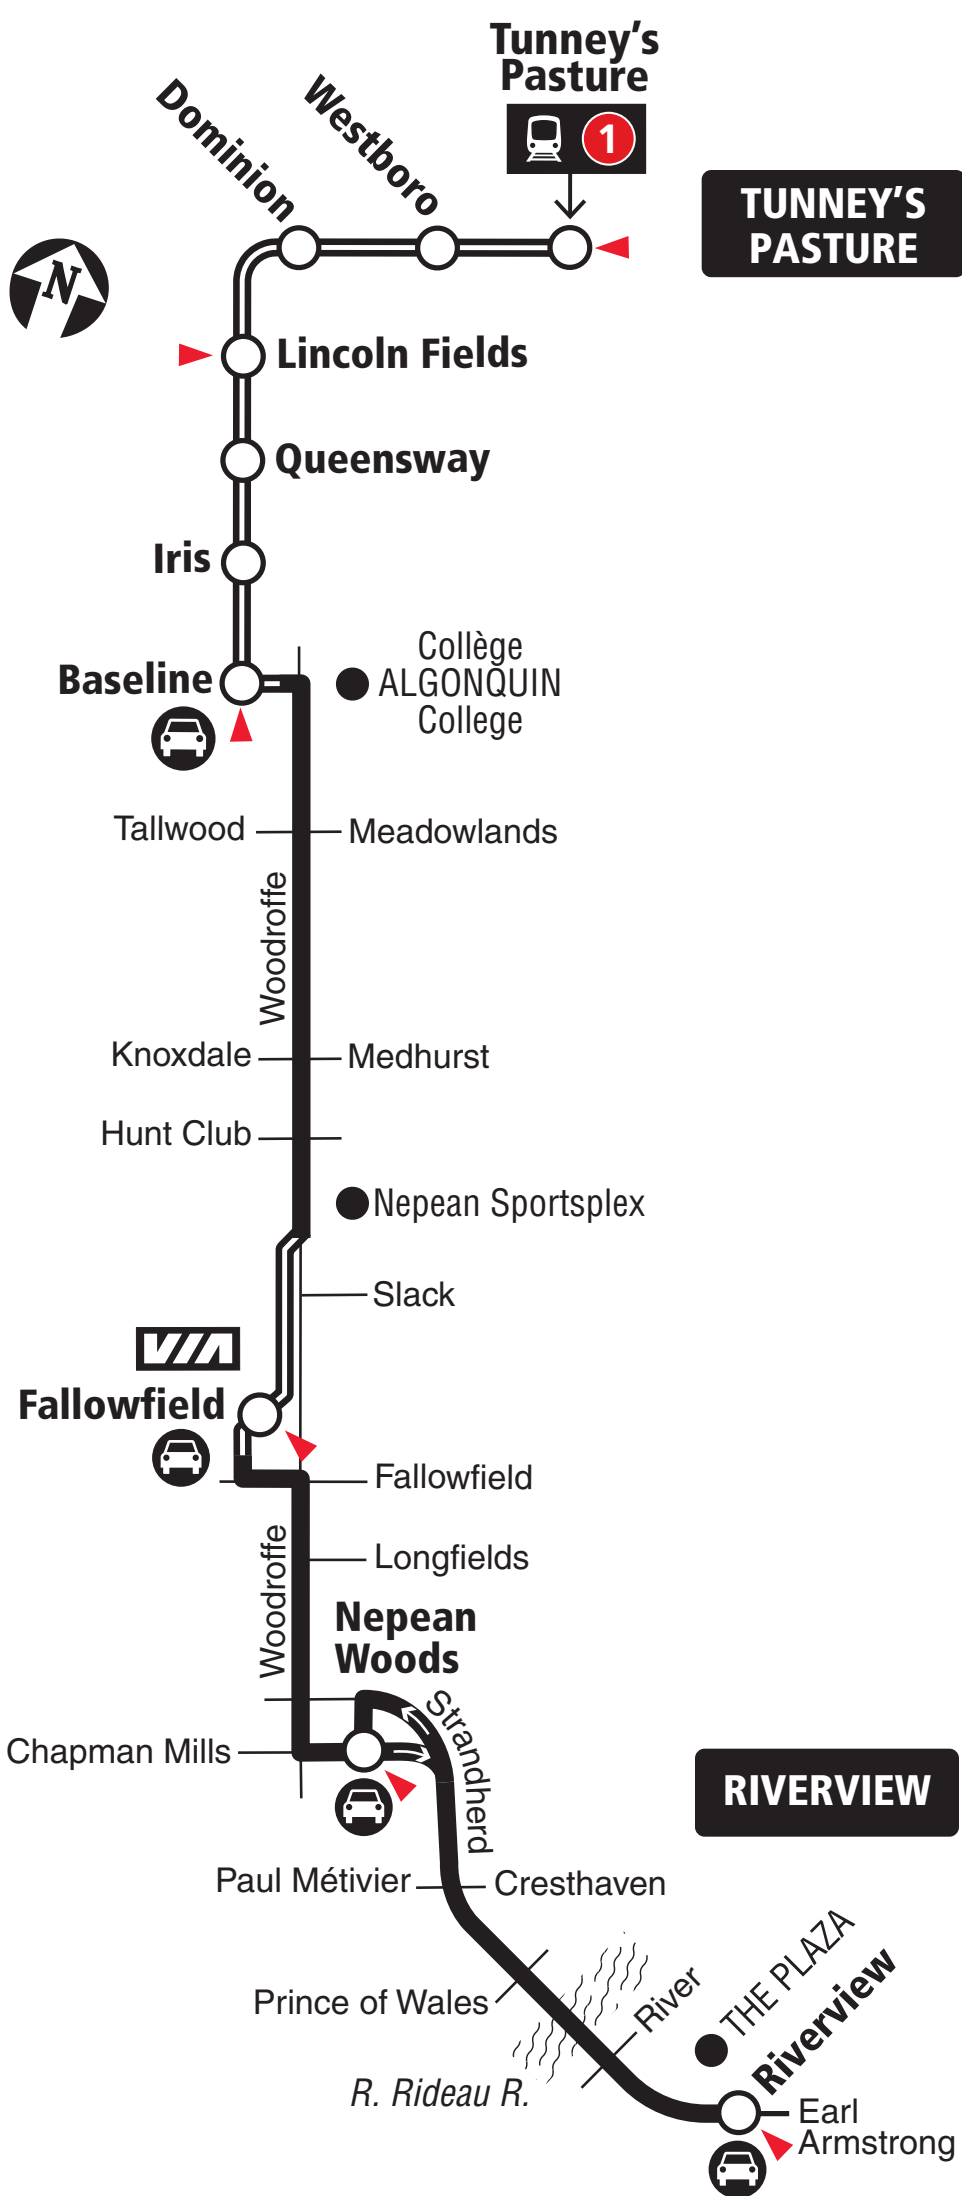 Tunney's
Pasture
1
Westboro
Dominion
TUNNEY'S
PASTURE
N
Lincoln Fields
Queensway
Iris
Baseline
Collège
ALGONQUIN
College
Tallwood
Meadowlands
Woodroffe
Knoxdale
Medhurst
Hunt Club
Nepean Sportsplex
Slack
VIA
Fallowfield
Fallowfield
Longfields
Woodroffe
Nepean
Woods
Strandherd
Chapman Mills
RIVERVIEW
Paul Métivier
Cresthaven
THE PLAZA
Riverview
River
Prince of Wales
R. Rideau R.
Earl
Armstrong